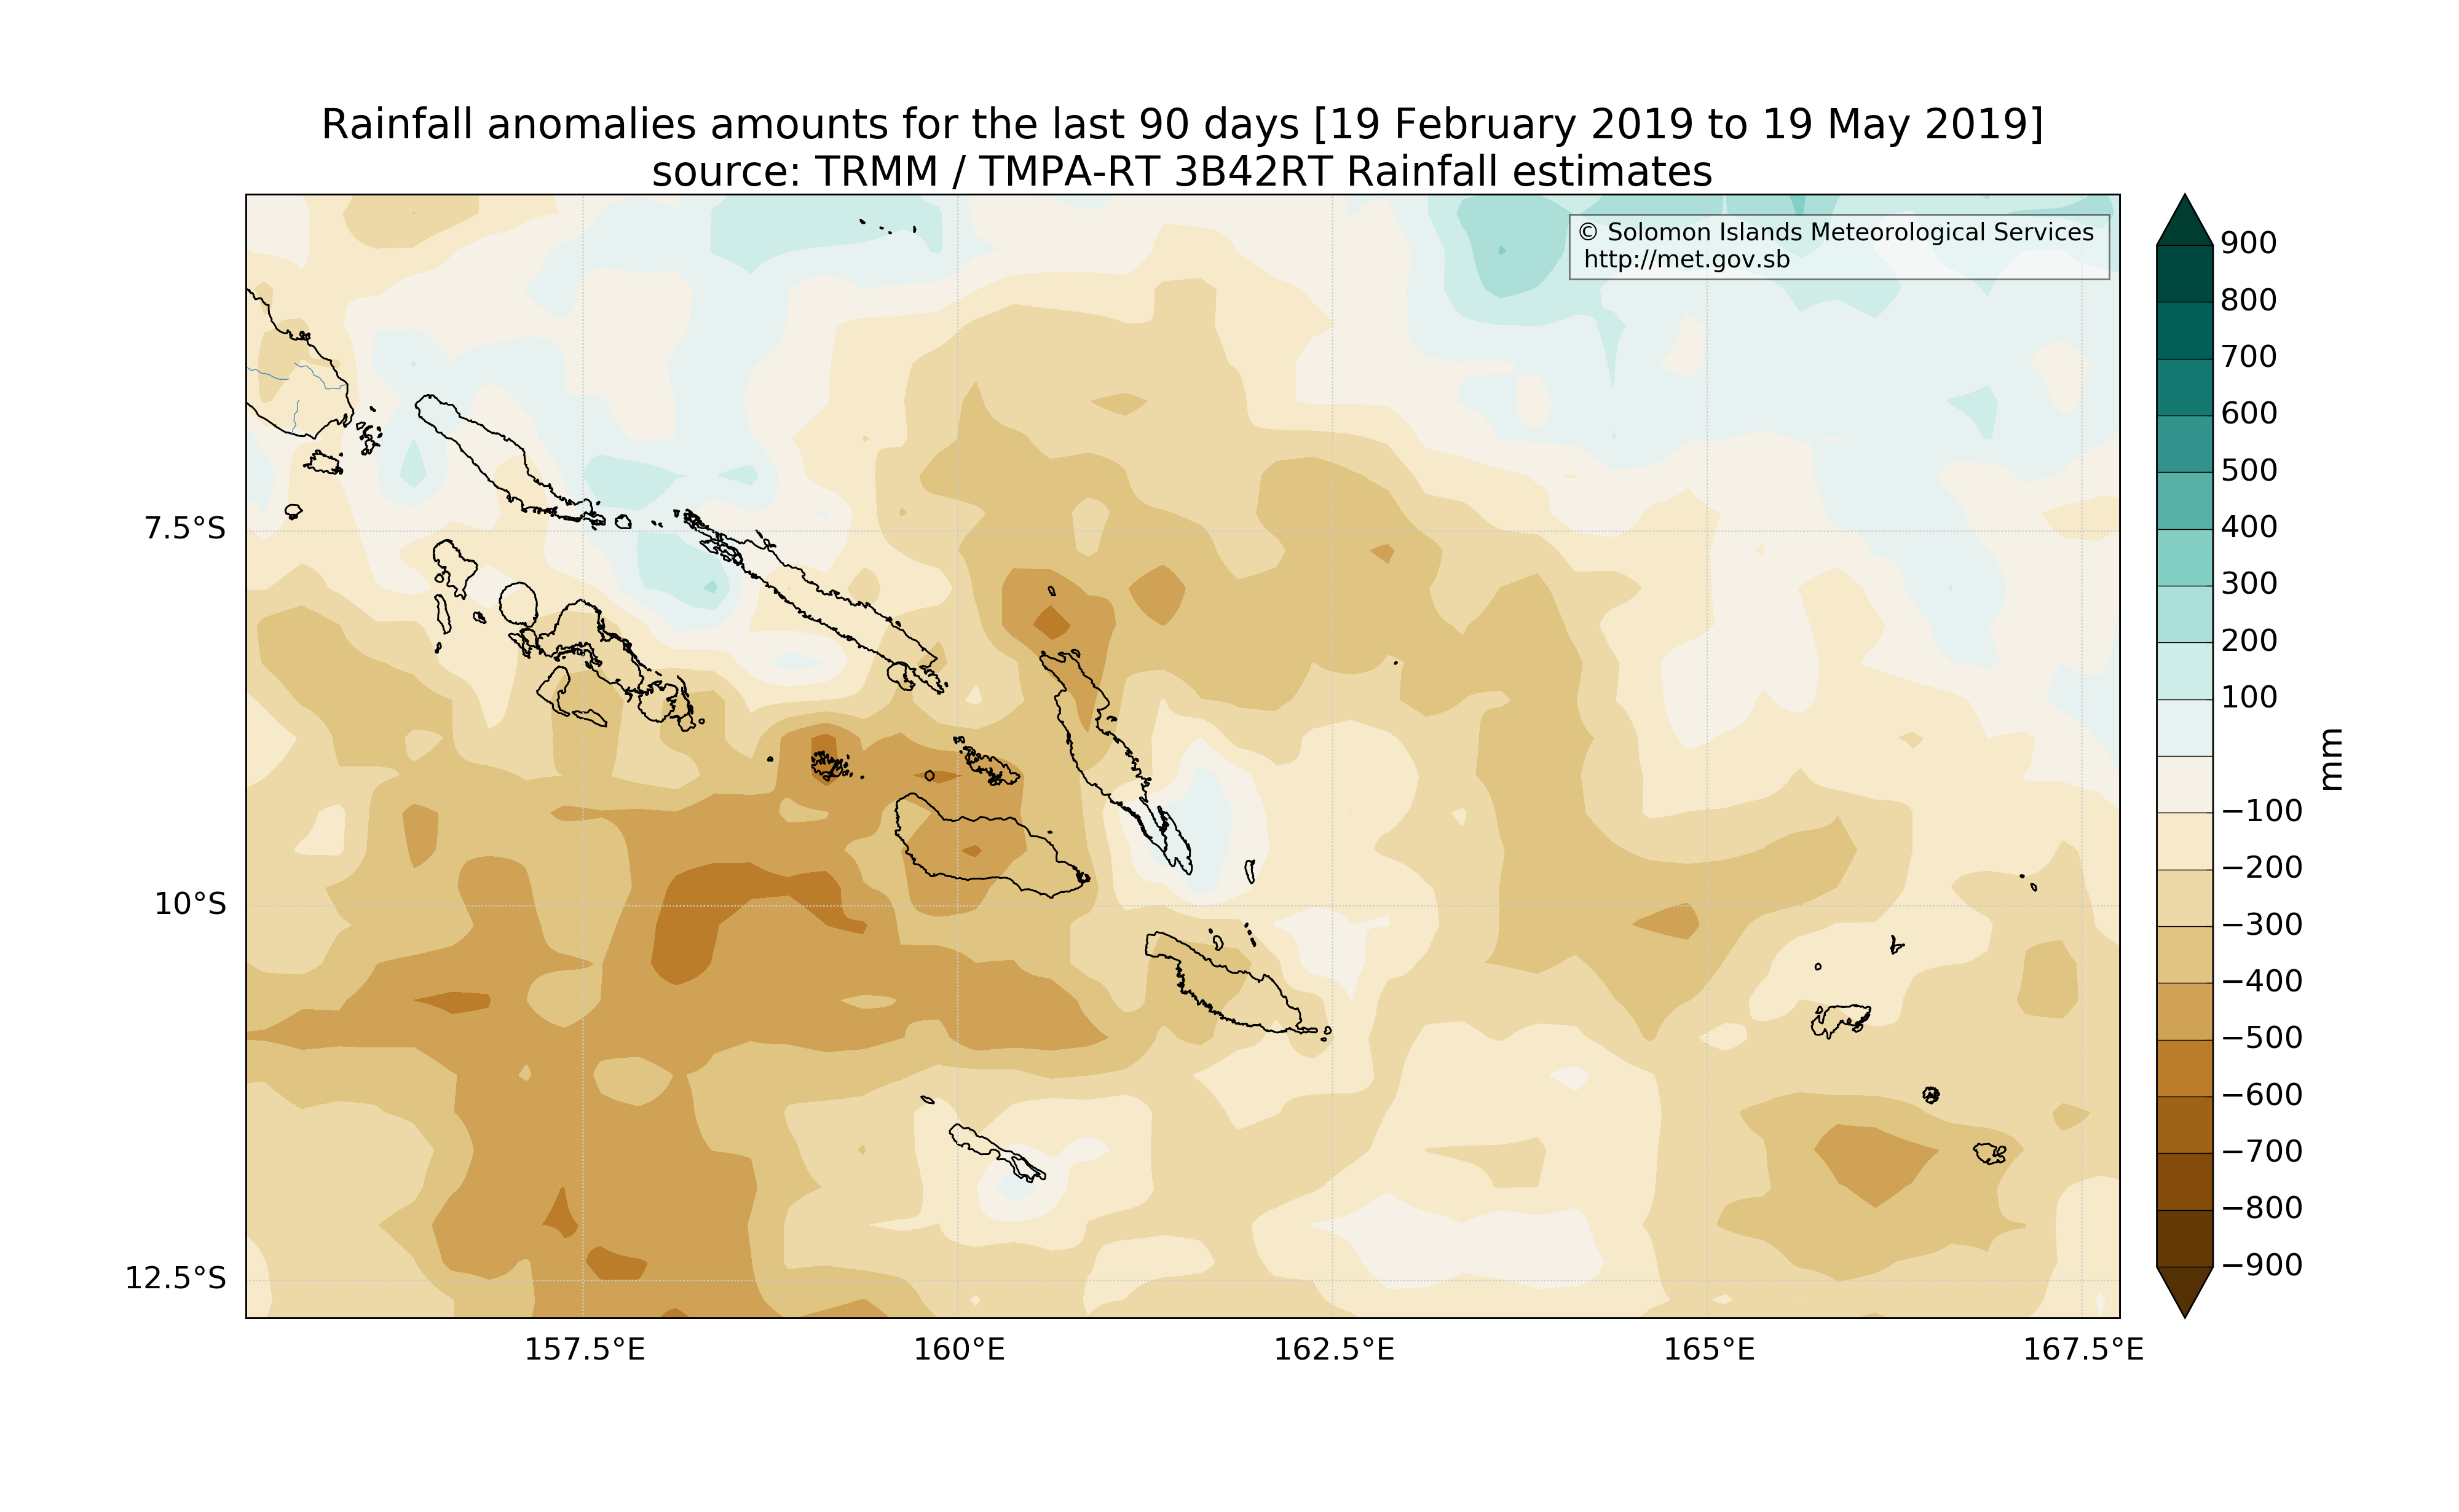 Rainfall anomalies amounts for the last 90 days [19 February 2019 to 19 May 2019]
source: TRMM / TMPA-RT 3B42RT Rainfall estimates
© Solomon Islands Meteorological Services
http://met.gov.sb
7.5°S
10°S
12.5°S
157.5°E
160°E
162.5°E
165°E
167.5°E
900
800
700
600
500
400
300
200
100
−100
−200
−300
−400
−500
−600
−700
−800
−900
mm